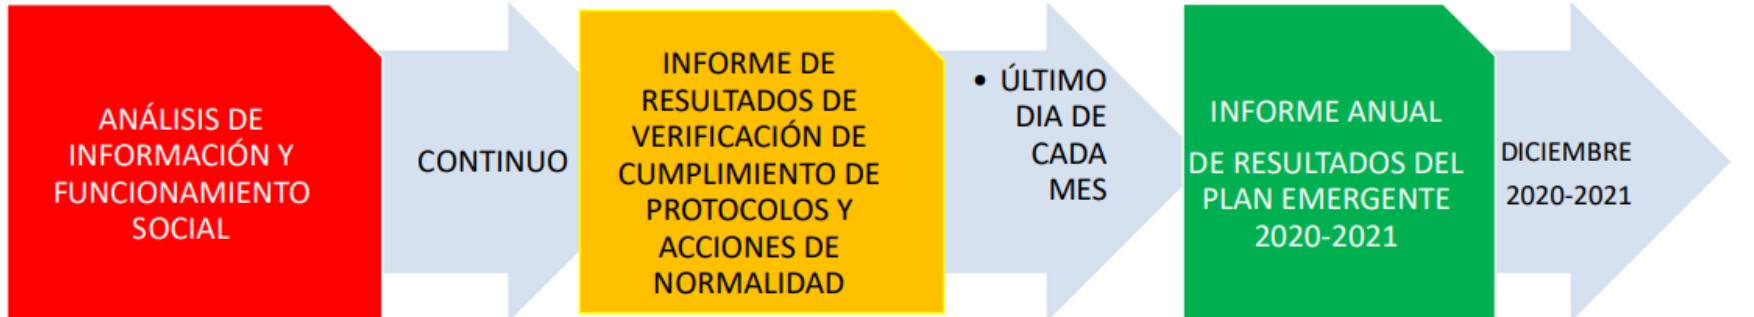 ANÁLISIS DE
INFORMACIÓN Y
FUNCIONAMIENTO
SOCIAL
CONTINUO
INFORME DE
RESULTADOS DE
VERIFICACIÓN DE
CUMPLIMIENTO DE
PROTOCOLOS Y
ACCIONES DE
NORMALIDAD
• ÚLTIMO
DIA DE
CADA
MES
INFORME ANUAL
DE RESULTADOS DEL
PLAN EMERGENTE
2020-2021
DICIEMBRE
2020-2021